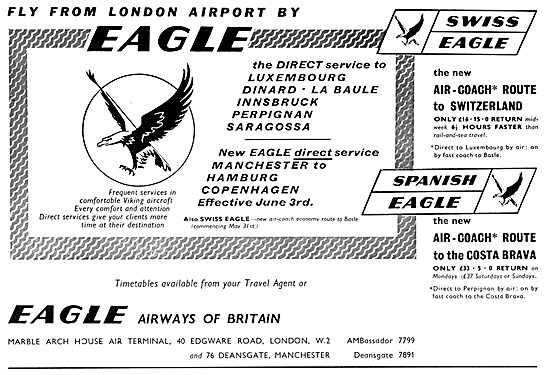 FLY FROM LONDON AIRPORT BY
EAGLE
the DIRECT service to
LUXEMBOURG
DINARD · LA BAULE
INNSBRUCK
PERPIGNAN
SARAGOSSA
New EAGLE direct service
MANCHESTER to
HAMBURG
COPENHAGEN
Effective June 3rd.
Also SWISS EAGLE—new air-coach economy route to Basle
(commencing May 31st.)
Frequent services in
comfortable Viking aircraft
Every comfort and attention
Direct services give your clients more
time at their destination
SWISS
EAGLE
the new
AIR-COACH* ROUTE
to SWITZERLAND
ONLY £16·15·0 RETURN mid-
week 6½ HOURS FASTER than
rail-and-sea travel.
*Direct to Luxembourg by air: on
by fast coach to Basle.
SPANISH
EAGLE
the new
AIR-COACH* ROUTE
to the COSTA BRAVA
ONLY £33·5·0 RETURN on
Mondays (£37 Saturdays or Sundays.
*Direct to Perpignan by air: on by
fast coach to the Costa Brava.
Timetables available from your Travel Agent or
EAGLE AIRWAYS OF BRITAIN
MARBLE ARCH HOUSE AIR TERMINAL, 40 EDGWARE ROAD, LONDON, W.2 AMBassador 7799
and 76 DEANSGATE, MANCHESTER Deansgate 7891